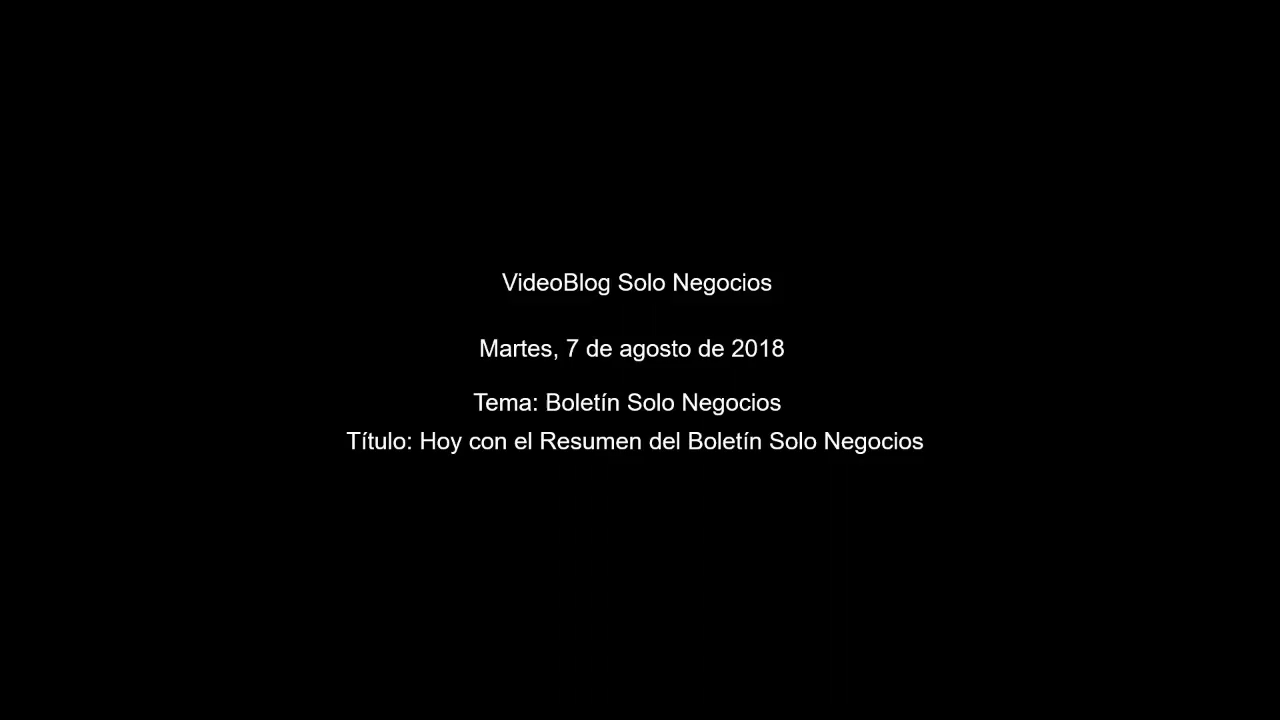 VideoBlog Solo Negocios
Martes, 7 de agosto de 2018
Tema: Boletín Solo Negocios
Título: Hoy con el Resumen del Boletín Solo Negocios